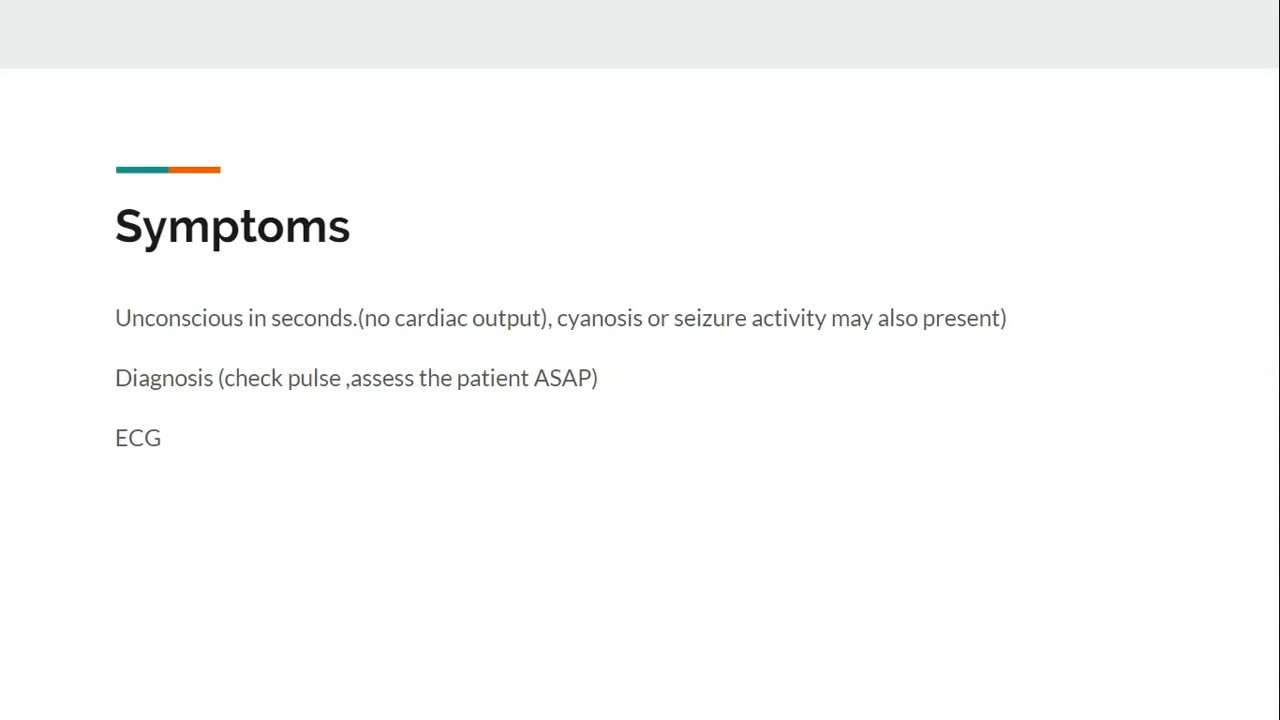 Symptoms
Unconscious in seconds.(no cardiac output), cyanosis or seizure activity may also present)
Diagnosis (check pulse ,assess the patient ASAP)
ECG